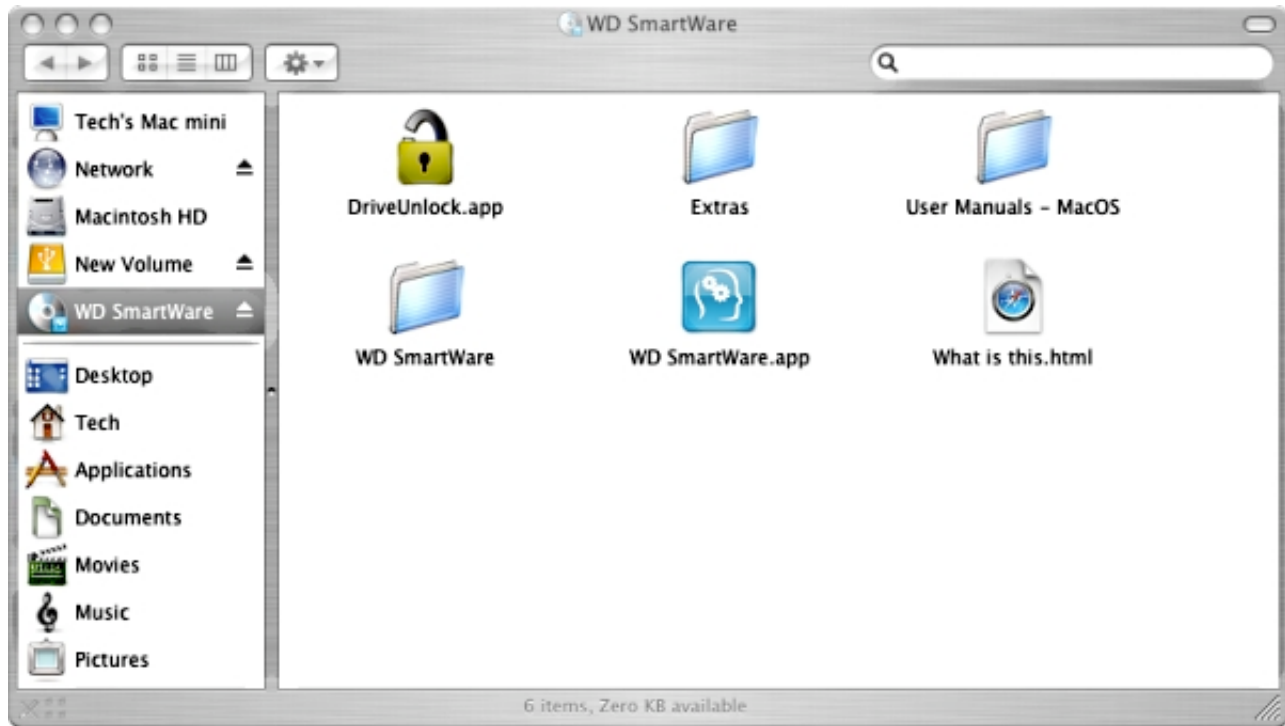 WD SmartWare
Tech's Mac mini
Network
Macintosh HD
New Volume
WD SmartWare
Desktop
Tech
Applications
Documents
Movies
Music
Pictures
DriveUnlock.app
Extras
User Manuals – MacOS
WD SmartWare
WD SmartWare.app
What is this.html
6 items, Zero KB available